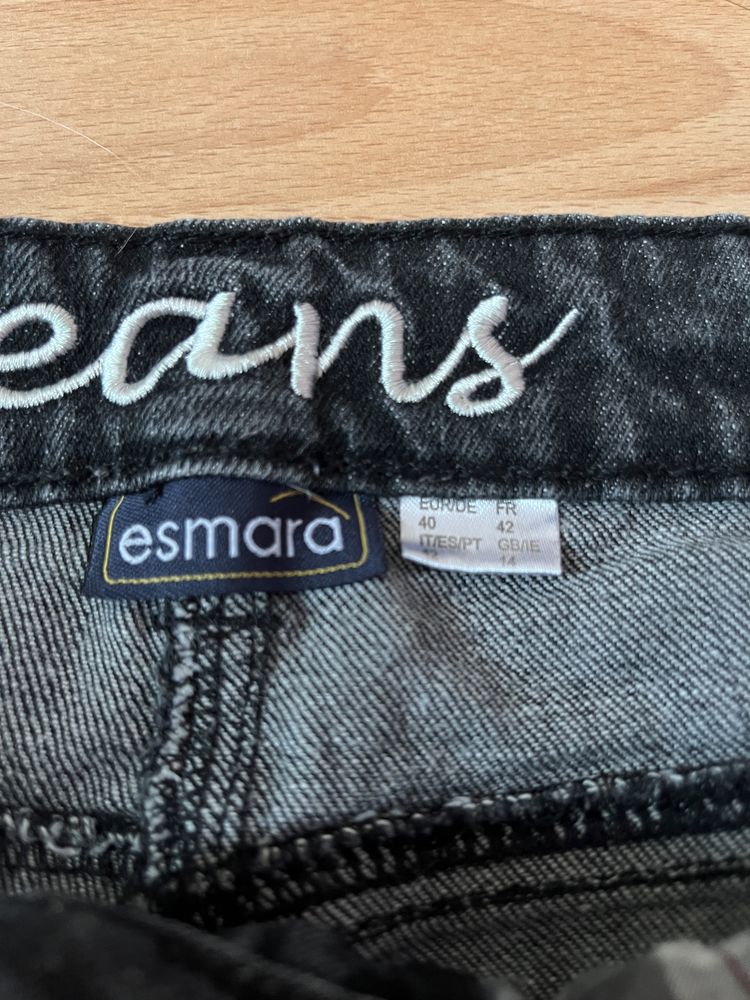 eans
esmara
EUR/DE FR
40 42
IT/ES/PT GB/IE
14